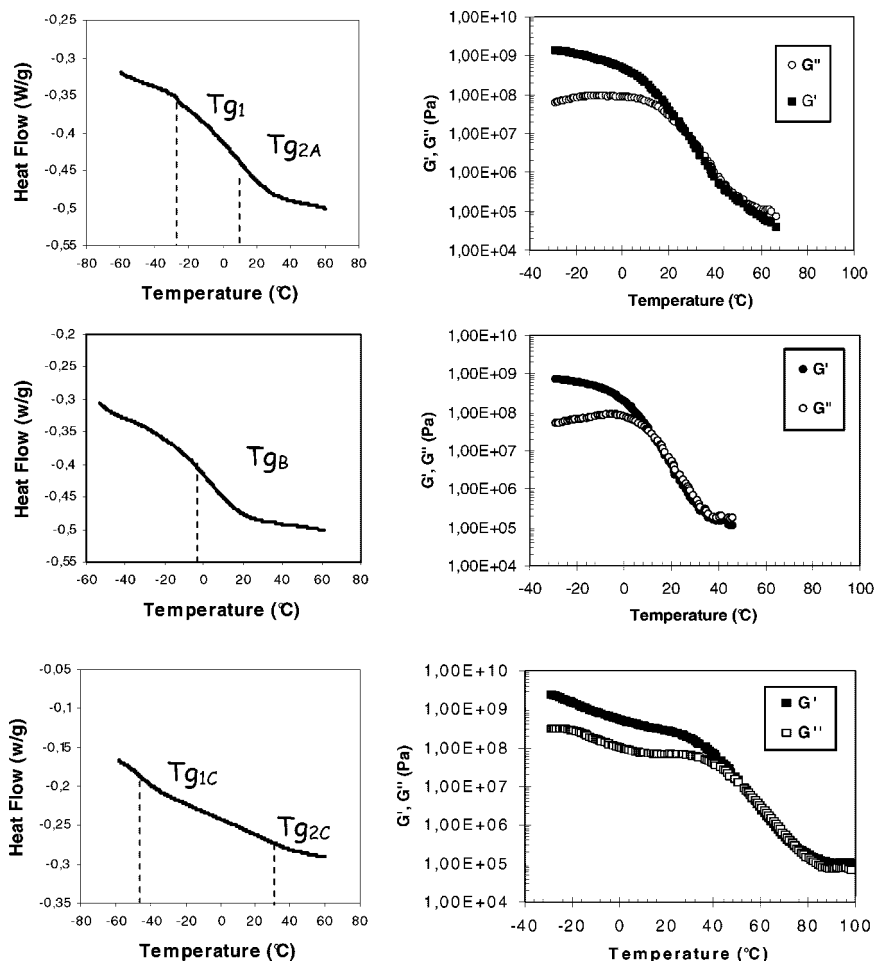 -0,25
-0,3
-0,35
-0,4
-0,45
-0,5
-0,55
Heat Flow (W/g)
Tg1
Tg2A
-80 -60 -40 -20 0 20 40 60 80
Temperature (°C)
1,00E+10
1,00E+09
1,00E+08
1,00E+07
1,00E+06
1,00E+05
1,00E+04
G', G" (Pa)
G"
G'
-40 -20 0 20 40 60 80 100
Temperature (°C)
-0,2
-0,25
-0,3
-0,35
-0,4
-0,45
-0,5
-0,55
Heat Flow (w/g)
TgB
-60 -40 -20 0 20 40 60 80
Temperature (°C)
1,00E+10
1,00E+09
1,00E+08
1,00E+07
1,00E+06
1,00E+05
1,00E+04
G', G" (Pa)
G'
G"
-40 -20 0 20 40 60 80 100
Temperature (°C)
-0,05
-0,1
-0,15
-0,2
-0,25
-0,3
-0,35
Heat Flow (w/g)
Tg1C
Tg2C
-80 -60 -40 -20 0 20 40 60 80
Temperature (°C)
1,00E+10
1,00E+09
1,00E+08
1,00E+07
1,00E+06
1,00E+05
1,00E+04
G', G'' (Pa)
G'
G''
-40 -20 0 20 40 60 80 100
Temperature (°C)